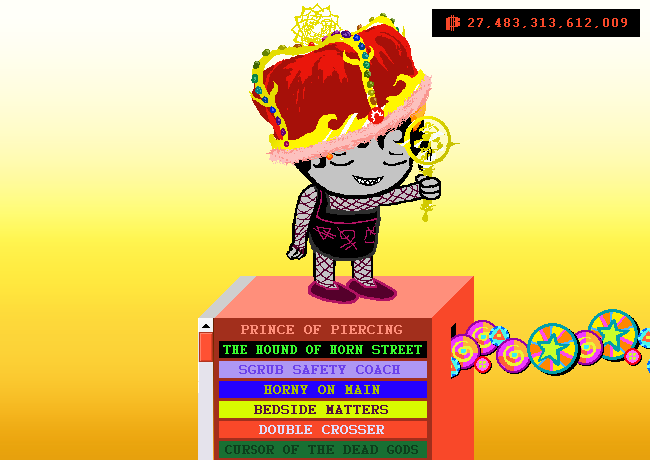 27,483,313,612,009
PRINCE OF PIERCING
THE HOUND OF HORN STREET
SGRUB SAFETY COACH
HORNY ON MAIN
BEDSIDE MATTERS
DOUBLE CROSSER
CURSOR OF THE DEAD GODS